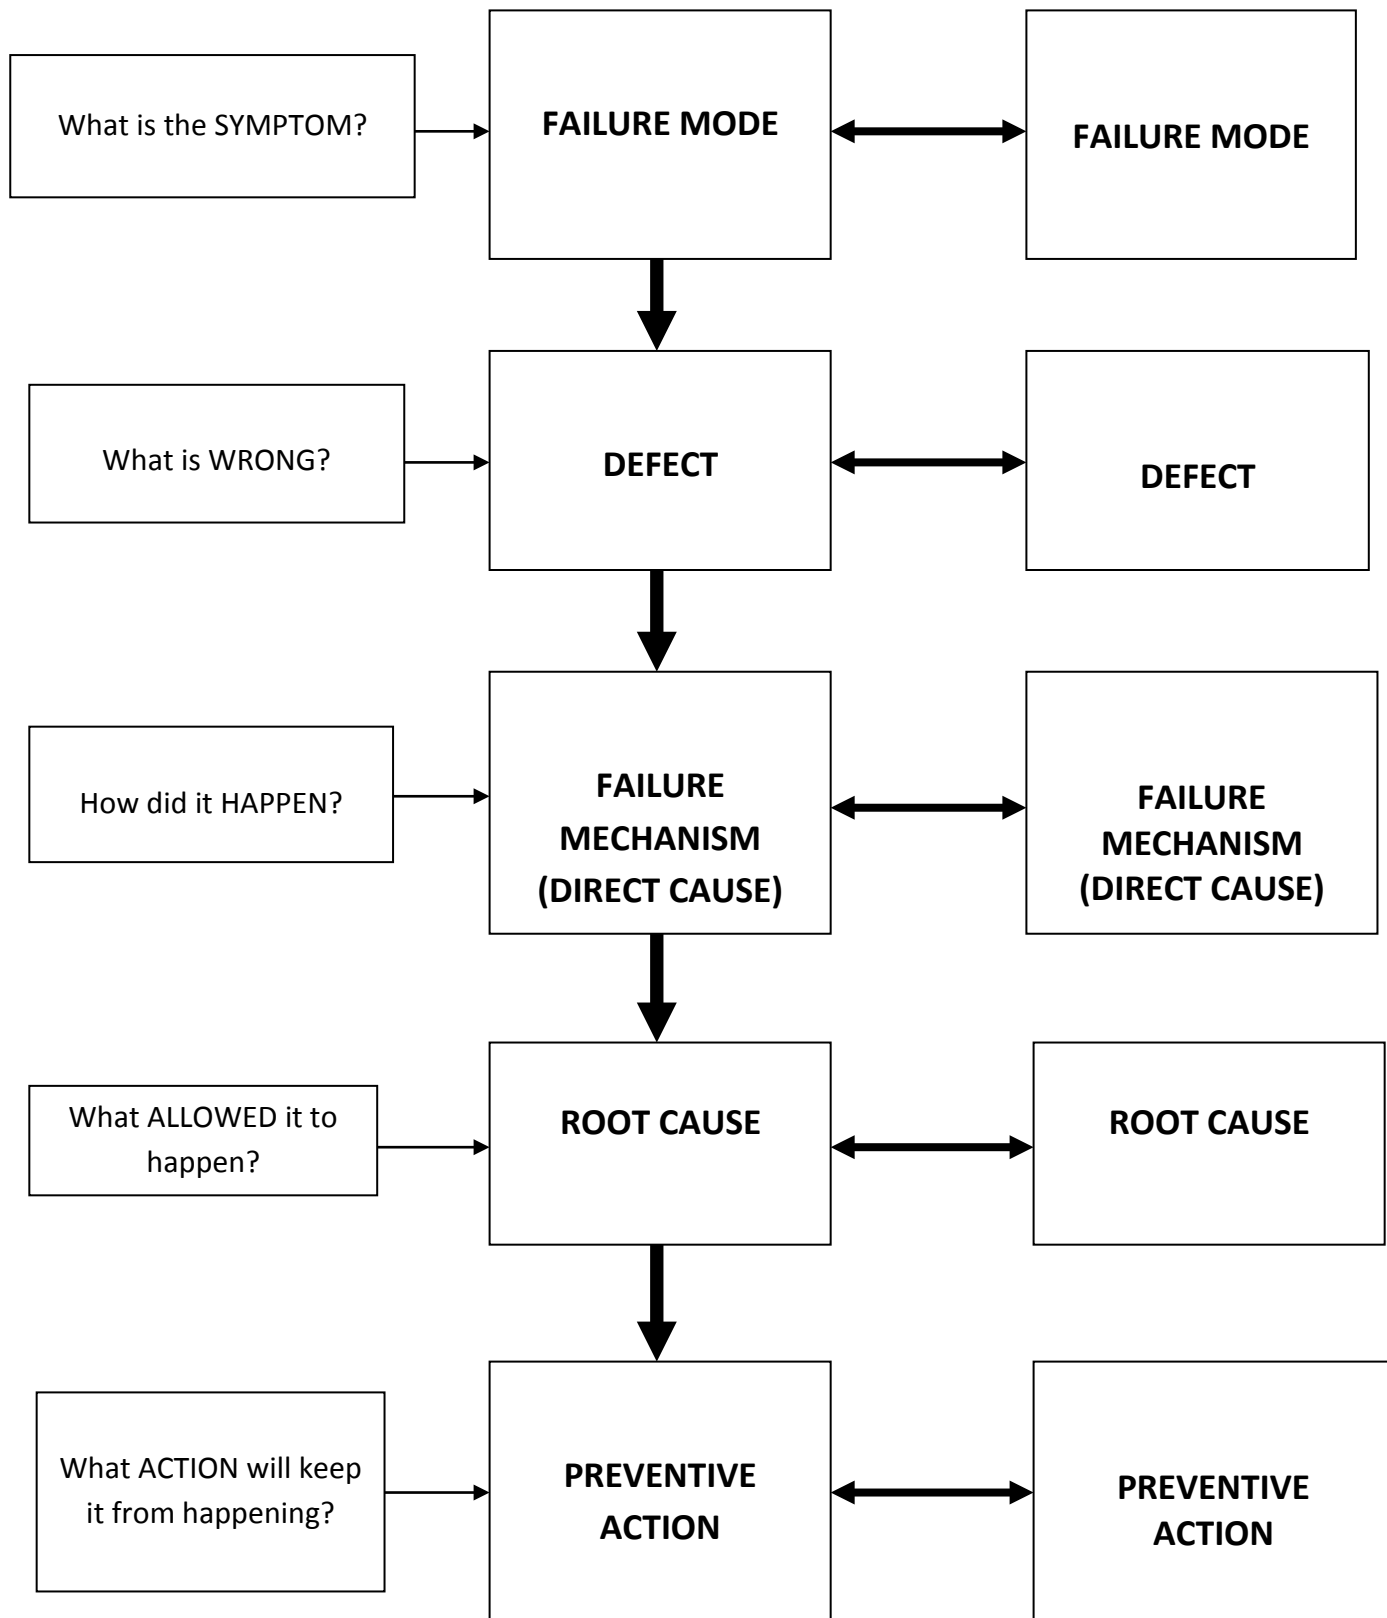 What is the SYMPTOM?
FAILURE MODE
FAILURE MODE
What is WRONG?
DEFECT
DEFECT
How did it HAPPEN?
FAILURE
MECHANISM
(DIRECT CAUSE)
FAILURE
MECHANISM
(DIRECT CAUSE)
What ALLOWED it to
happen?
ROOT CAUSE
ROOT CAUSE
What ACTION will keep
it from happening?
PREVENTIVE
ACTION
PREVENTIVE
ACTION